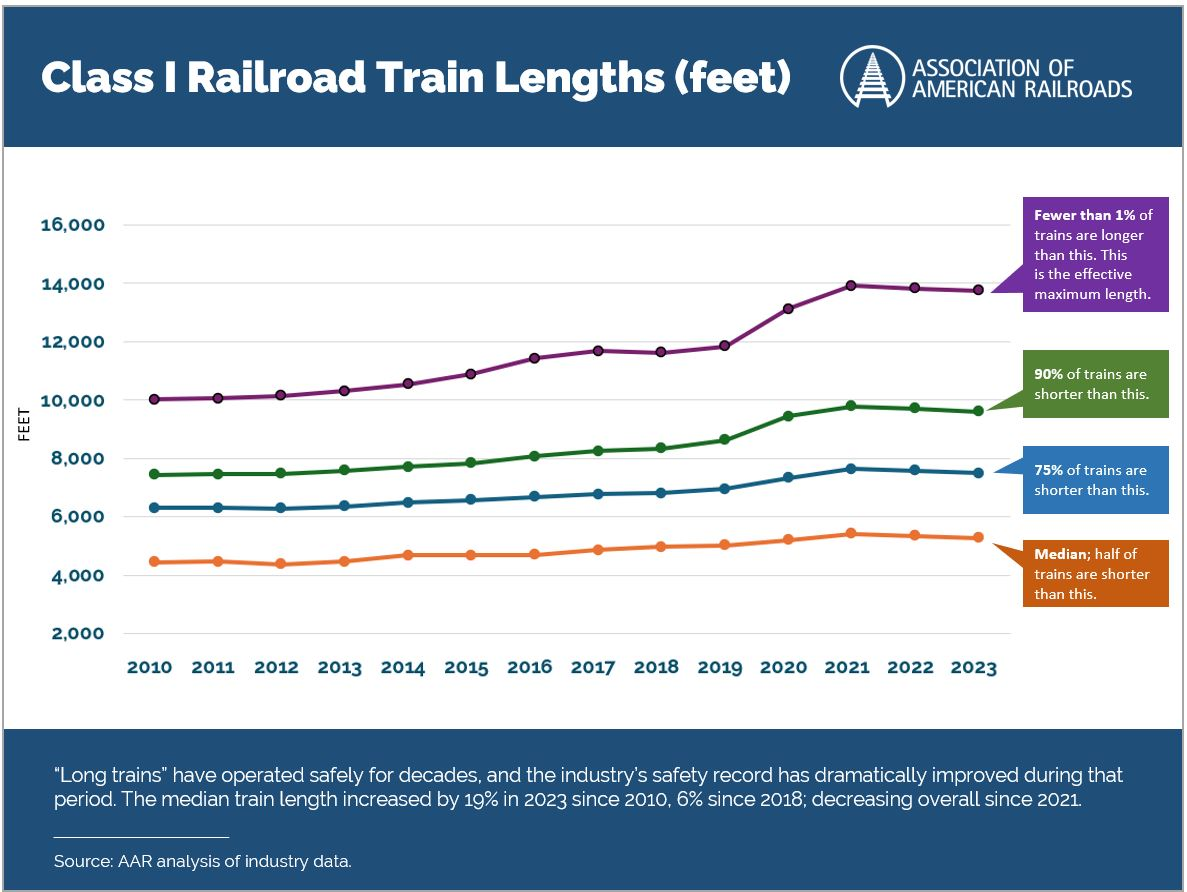 Class I Railroad Train Lengths (feet)
ASSOCIATION OF
AMERICAN RAILROADS
16,000
14,000
12,000
10,000
8,000
6,000
4,000
2,000
FEET
2010 2011 2012 2013 2014 2015 2016 2017 2018 2019 2020 2021 2022 2023
Fewer than 1% of
trains are longer
than this. This
is the effective
maximum length.
90% of trains are
shorter than this.
75% of trains are
shorter than this.
Median; half of
trains are shorter
than this.
“Long trains” have operated safely for decades, and the industry’s safety record has dramatically improved during that
period. The median train length increased by 19% in 2023 since 2010, 6% since 2018; decreasing overall since 2021.
Source: AAR analysis of industry data.